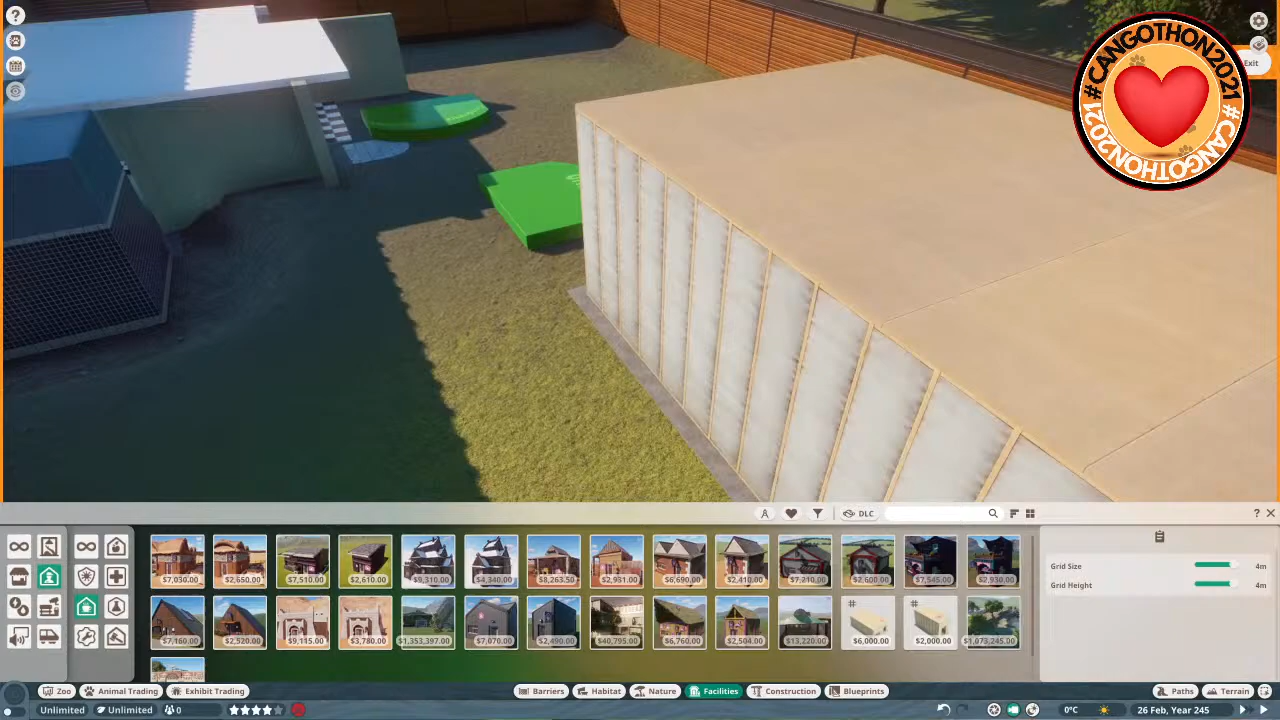 ?
#CANGOTHON2021
#CANGOTHON2021
Exit
DLC
?
$7,030.00 $2,650.00 $7,510.00 $2,610.00 $9,310.00 $4,340.00 $8,263.50 $2,931.00 $6,690.00 $2,410.00 $7,210.00 $2,600.00 $7,545.00 $2,930.00
Grid Size 4m
Grid Height 4m
# #
$7,160.00 $2,520.00 $9,115.00 $3,780.00 $1,353,397.00 $7,070.00 $2,490.00 $40,795.00 $6,760.00 $2,504.00 $13,220.00 $6,000.00 $2,000.00 $1,073,245.00
Zoo Animal Trading Exhibit Trading Barriers Habitat Nature Facilities Construction Blueprints Paths Terrain
Unlimited Unlimited 0 0°C 26 Feb, Year 245